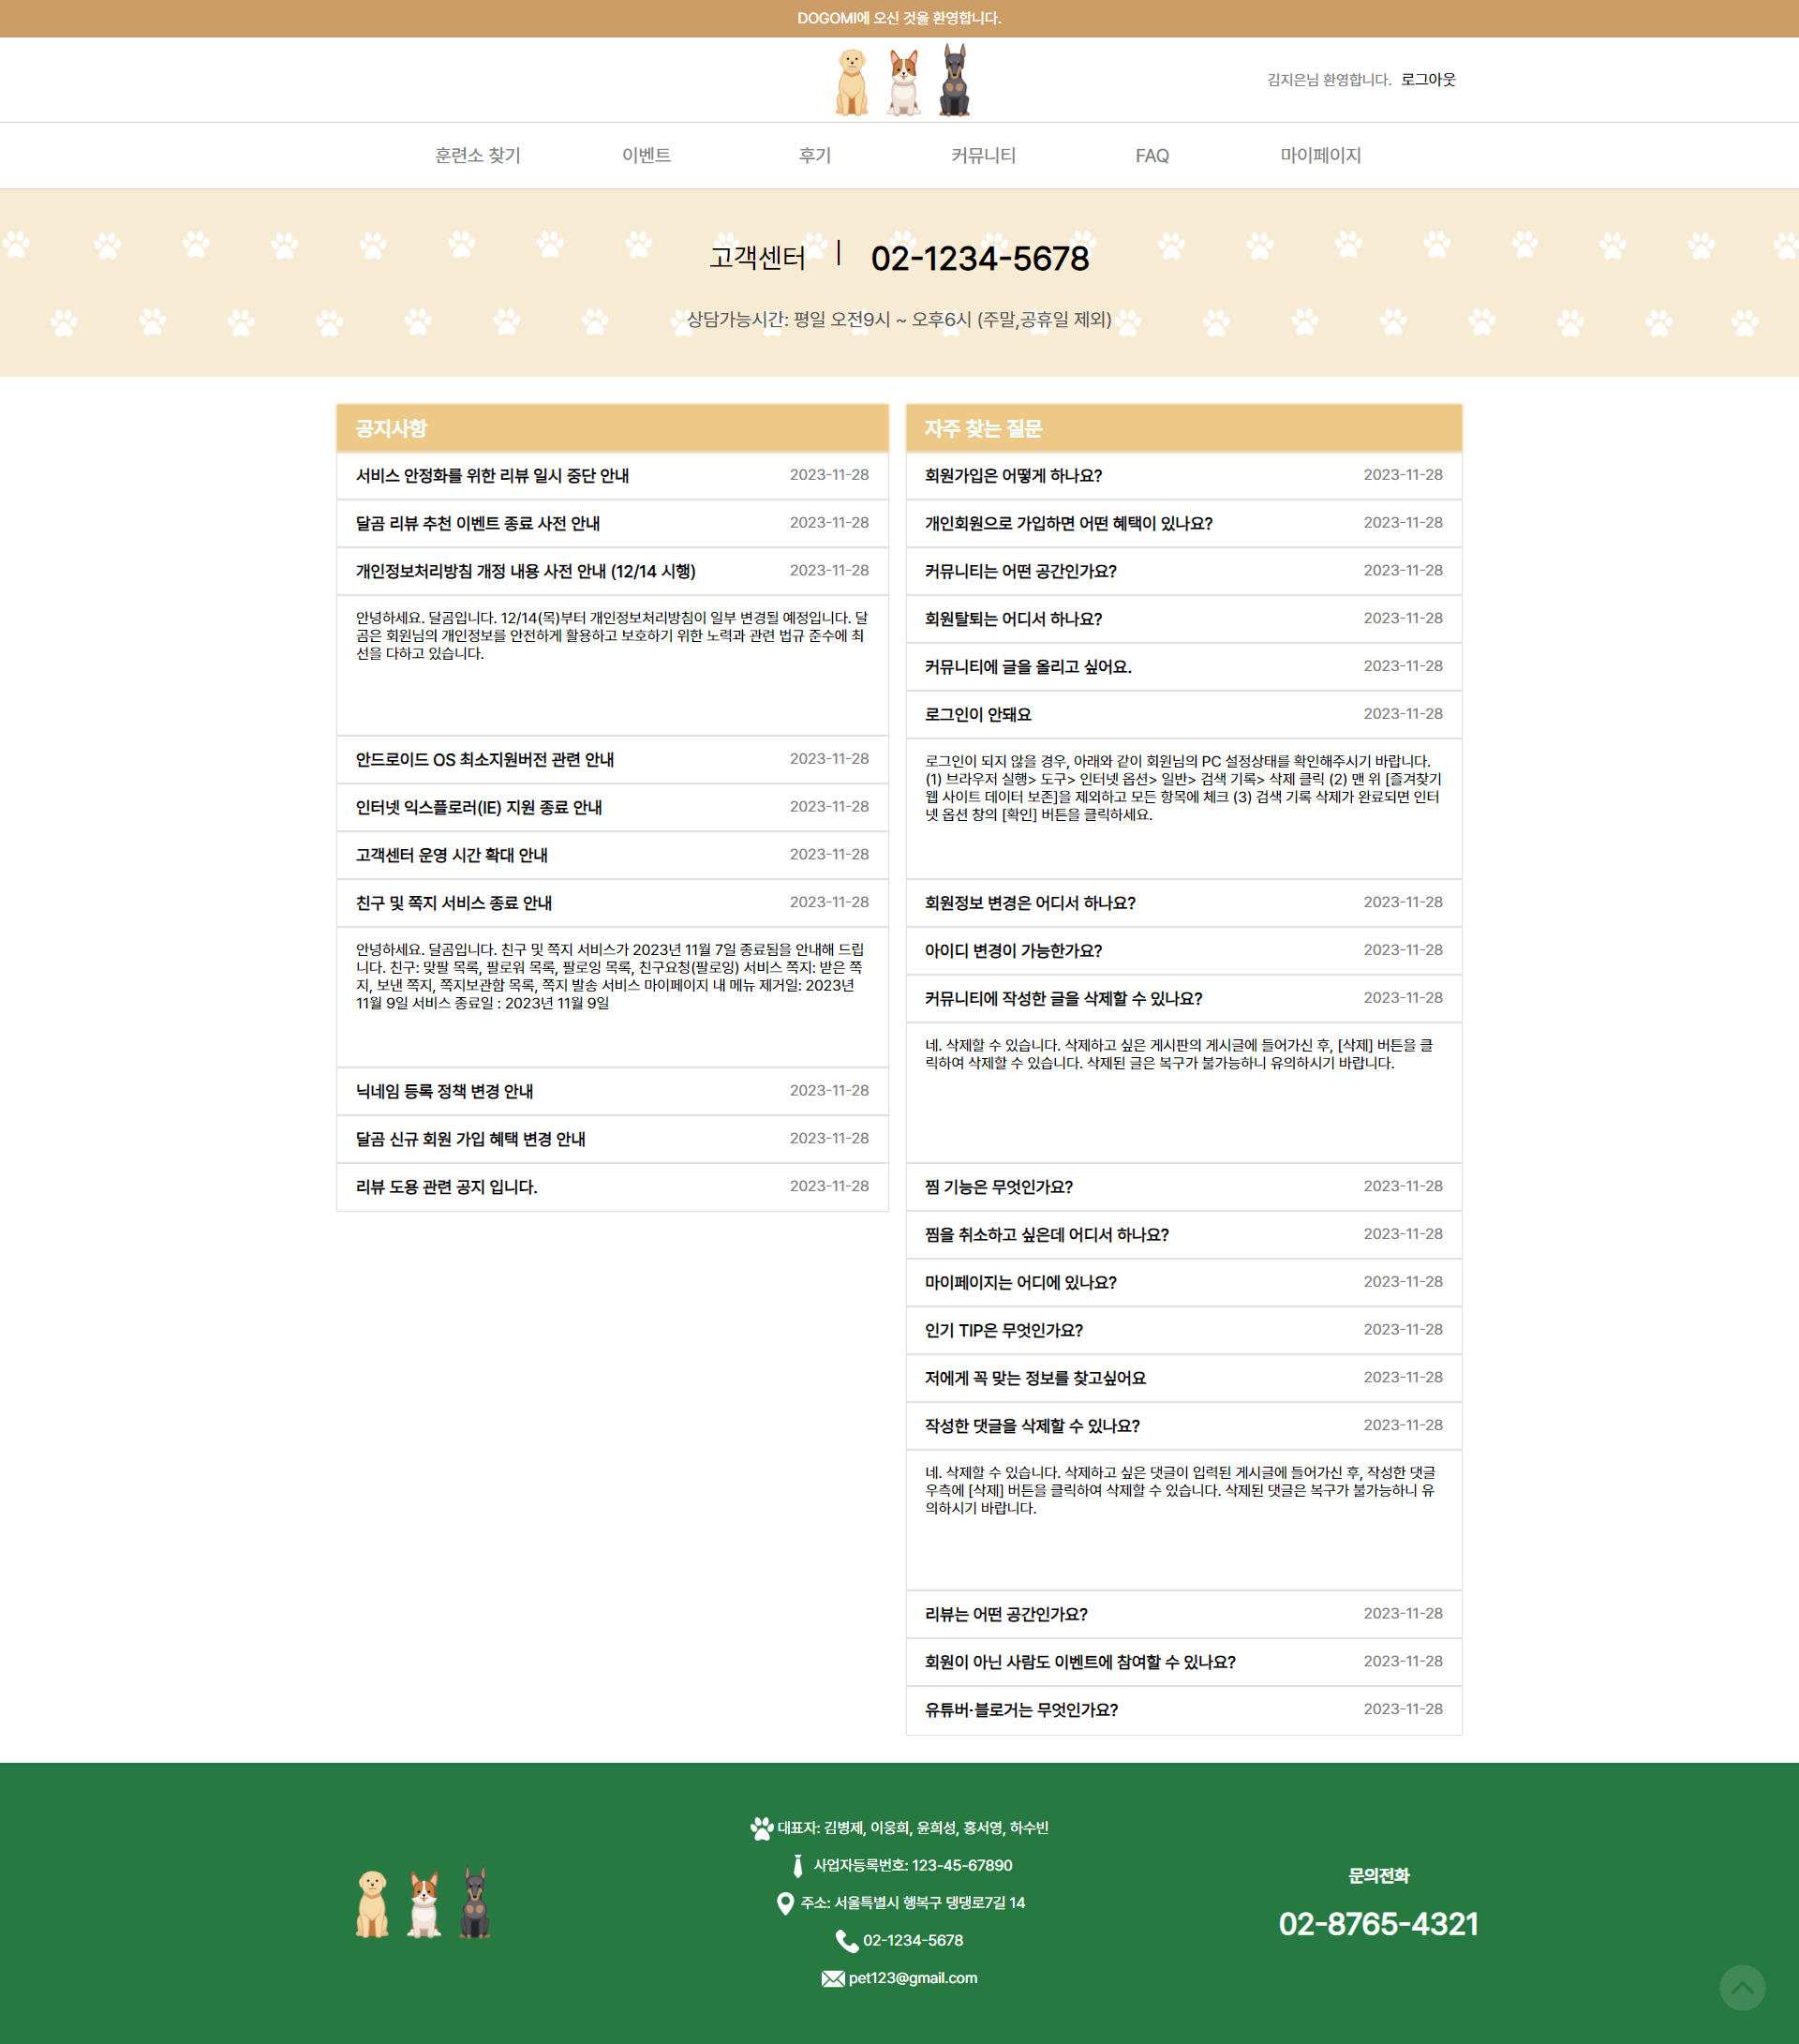 DOGOMI에 오신 것을 환영합니다.
김지은님 환영합니다. 로그아웃
훈련소 찾기 이벤트 후기 커뮤니티 FAQ 마이페이지
고객센터 | 02-1234-5678
상담가능시간: 평일 오전9시 ~ 오후6시 (주말,공휴일 제외)
공지사항
서비스 안정화를 위한 리뷰 일시 중단 안내 2023-11-28
달곰 리뷰 추천 이벤트 종료 사전 안내 2023-11-28
개인정보처리방침 개정 내용 사전 안내 (12/14 시행) 2023-11-28
안녕하세요. 달곰입니다. 12/14(목)부터 개인정보처리방침이 일부 변경될 예정입니다. 달
곰은 회원님의 개인정보를 안전하게 활용하고 보호하기 위한 노력과 관련 법규 준수에 최
선을 다하고 있습니다.
안드로이드 OS 최소지원버전 관련 안내 2023-11-28
인터넷 익스플로러(IE) 지원 종료 안내 2023-11-28
고객센터 운영 시간 확대 안내 2023-11-28
친구 및 쪽지 서비스 종료 안내 2023-11-28
안녕하세요. 달곰입니다. 친구 및 쪽지 서비스가 2023년 11월 7일 종료됨을 안내해 드립
니다. 친구: 맞팔 목록, 팔로워 목록, 팔로잉 목록, 친구요청(팔로잉) 서비스 쪽지: 받은 쪽
지, 보낸 쪽지, 쪽지보관함 목록, 쪽지 발송 서비스 마이페이지 내 메뉴 제거일: 2023년
11월 9일 서비스 종료일 : 2023년 11월 9일
닉네임 등록 정책 변경 안내 2023-11-28
달곰 신규 회원 가입 혜택 변경 안내 2023-11-28
리뷰 도용 관련 공지 입니다. 2023-11-28
자주 찾는 질문
회원가입은 어떻게 하나요? 2023-11-28
개인회원으로 가입하면 어떤 혜택이 있나요? 2023-11-28
커뮤니티는 어떤 공간인가요? 2023-11-28
회원탈퇴는 어디서 하나요? 2023-11-28
커뮤니티에 글을 올리고 싶어요. 2023-11-28
로그인이 안돼요 2023-11-28
로그인이 되지 않을 경우, 아래와 같이 회원님의 PC 설정상태를 확인해주시기 바랍니다.
(1) 브라우저 실행> 도구> 인터넷 옵션> 일반> 검색 기록> 삭제 클릭 (2) 맨 위 [즐겨찾기
웹 사이트 데이터 보존]을 제외하고 모든 항목에 체크 (3) 검색 기록 삭제가 완료되면 인터
넷 옵션 창의 [확인] 버튼을 클릭하세요.
회원정보 변경은 어디서 하나요? 2023-11-28
아이디 변경이 가능한가요? 2023-11-28
커뮤니티에 작성한 글을 삭제할 수 있나요? 2023-11-28
네. 삭제할 수 있습니다. 삭제하고 싶은 게시판의 게시글에 들어가신 후, [삭제] 버튼을 클
릭하여 삭제할 수 있습니다. 삭제된 글은 복구가 불가능하니 유의하시기 바랍니다.
찜 기능은 무엇인가요? 2023-11-28
찜을 취소하고 싶은데 어디서 하나요? 2023-11-28
마이페이지는 어디에 있나요? 2023-11-28
인기 TIP은 무엇인가요? 2023-11-28
저에게 꼭 맞는 정보를 찾고싶어요 2023-11-28
작성한 댓글을 삭제할 수 있나요? 2023-11-28
네. 삭제할 수 있습니다. 삭제하고 싶은 댓글이 입력된 게시글에 들어가신 후, 작성한 댓글
우측에 [삭제] 버튼을 클릭하여 삭제할 수 있습니다. 삭제된 댓글은 복구가 불가능하니 유
의하시기 바랍니다.
리뷰는 어떤 공간인가요? 2023-11-28
회원이 아닌 사람도 이벤트에 참여할 수 있나요? 2023-11-28
유튜버·블로거는 무엇인가요? 2023-11-28
대표자: 김병제, 이웅희, 윤희성, 홍서영, 하수빈
사업자등록번호: 123-45-67890
주소: 서울특별시 행복구 댕댕로7길 14
02-1234-5678
pet123@gmail.com
문의전화
02-8765-4321